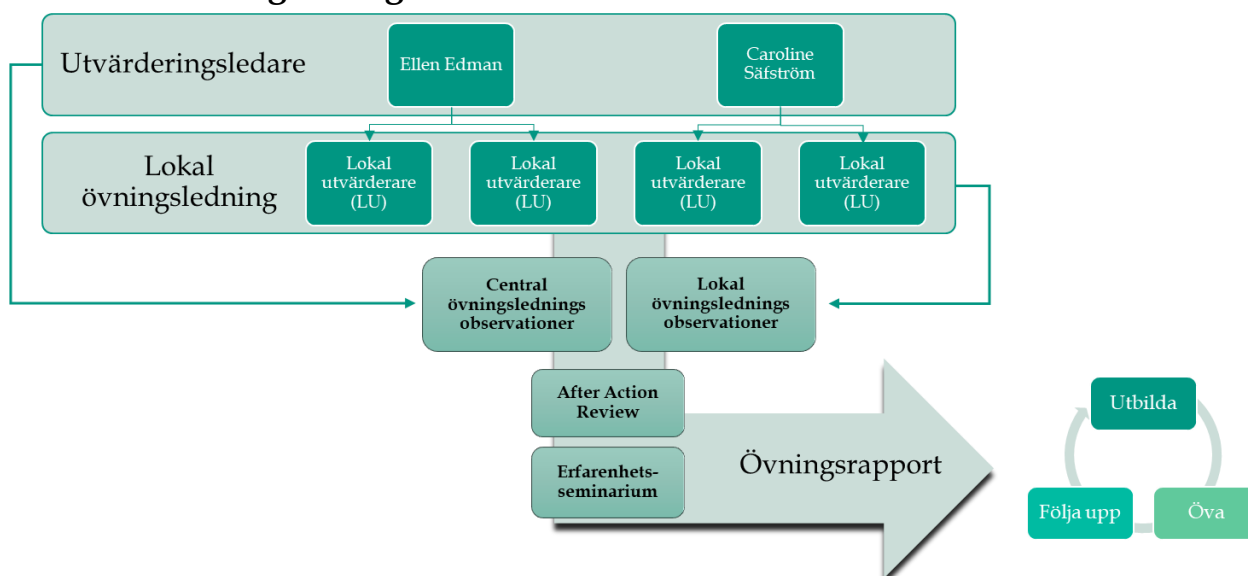 Utvärderingsledare
Ellen Edman
Caroline
Säfström
Lokal
övningsledning
Lokal
utvärderare
(LU)
Lokal
utvärderare
(LU)
Lokal
utvärderare
(LU)
Lokal
utvärderare
(LU)
Central
övningslednings
observationer
Lokal
övningslednings
observationer
After Action
Review
Erfarenhets-
seminarium
Övningsrapport
Utbilda
Följa upp
Öva